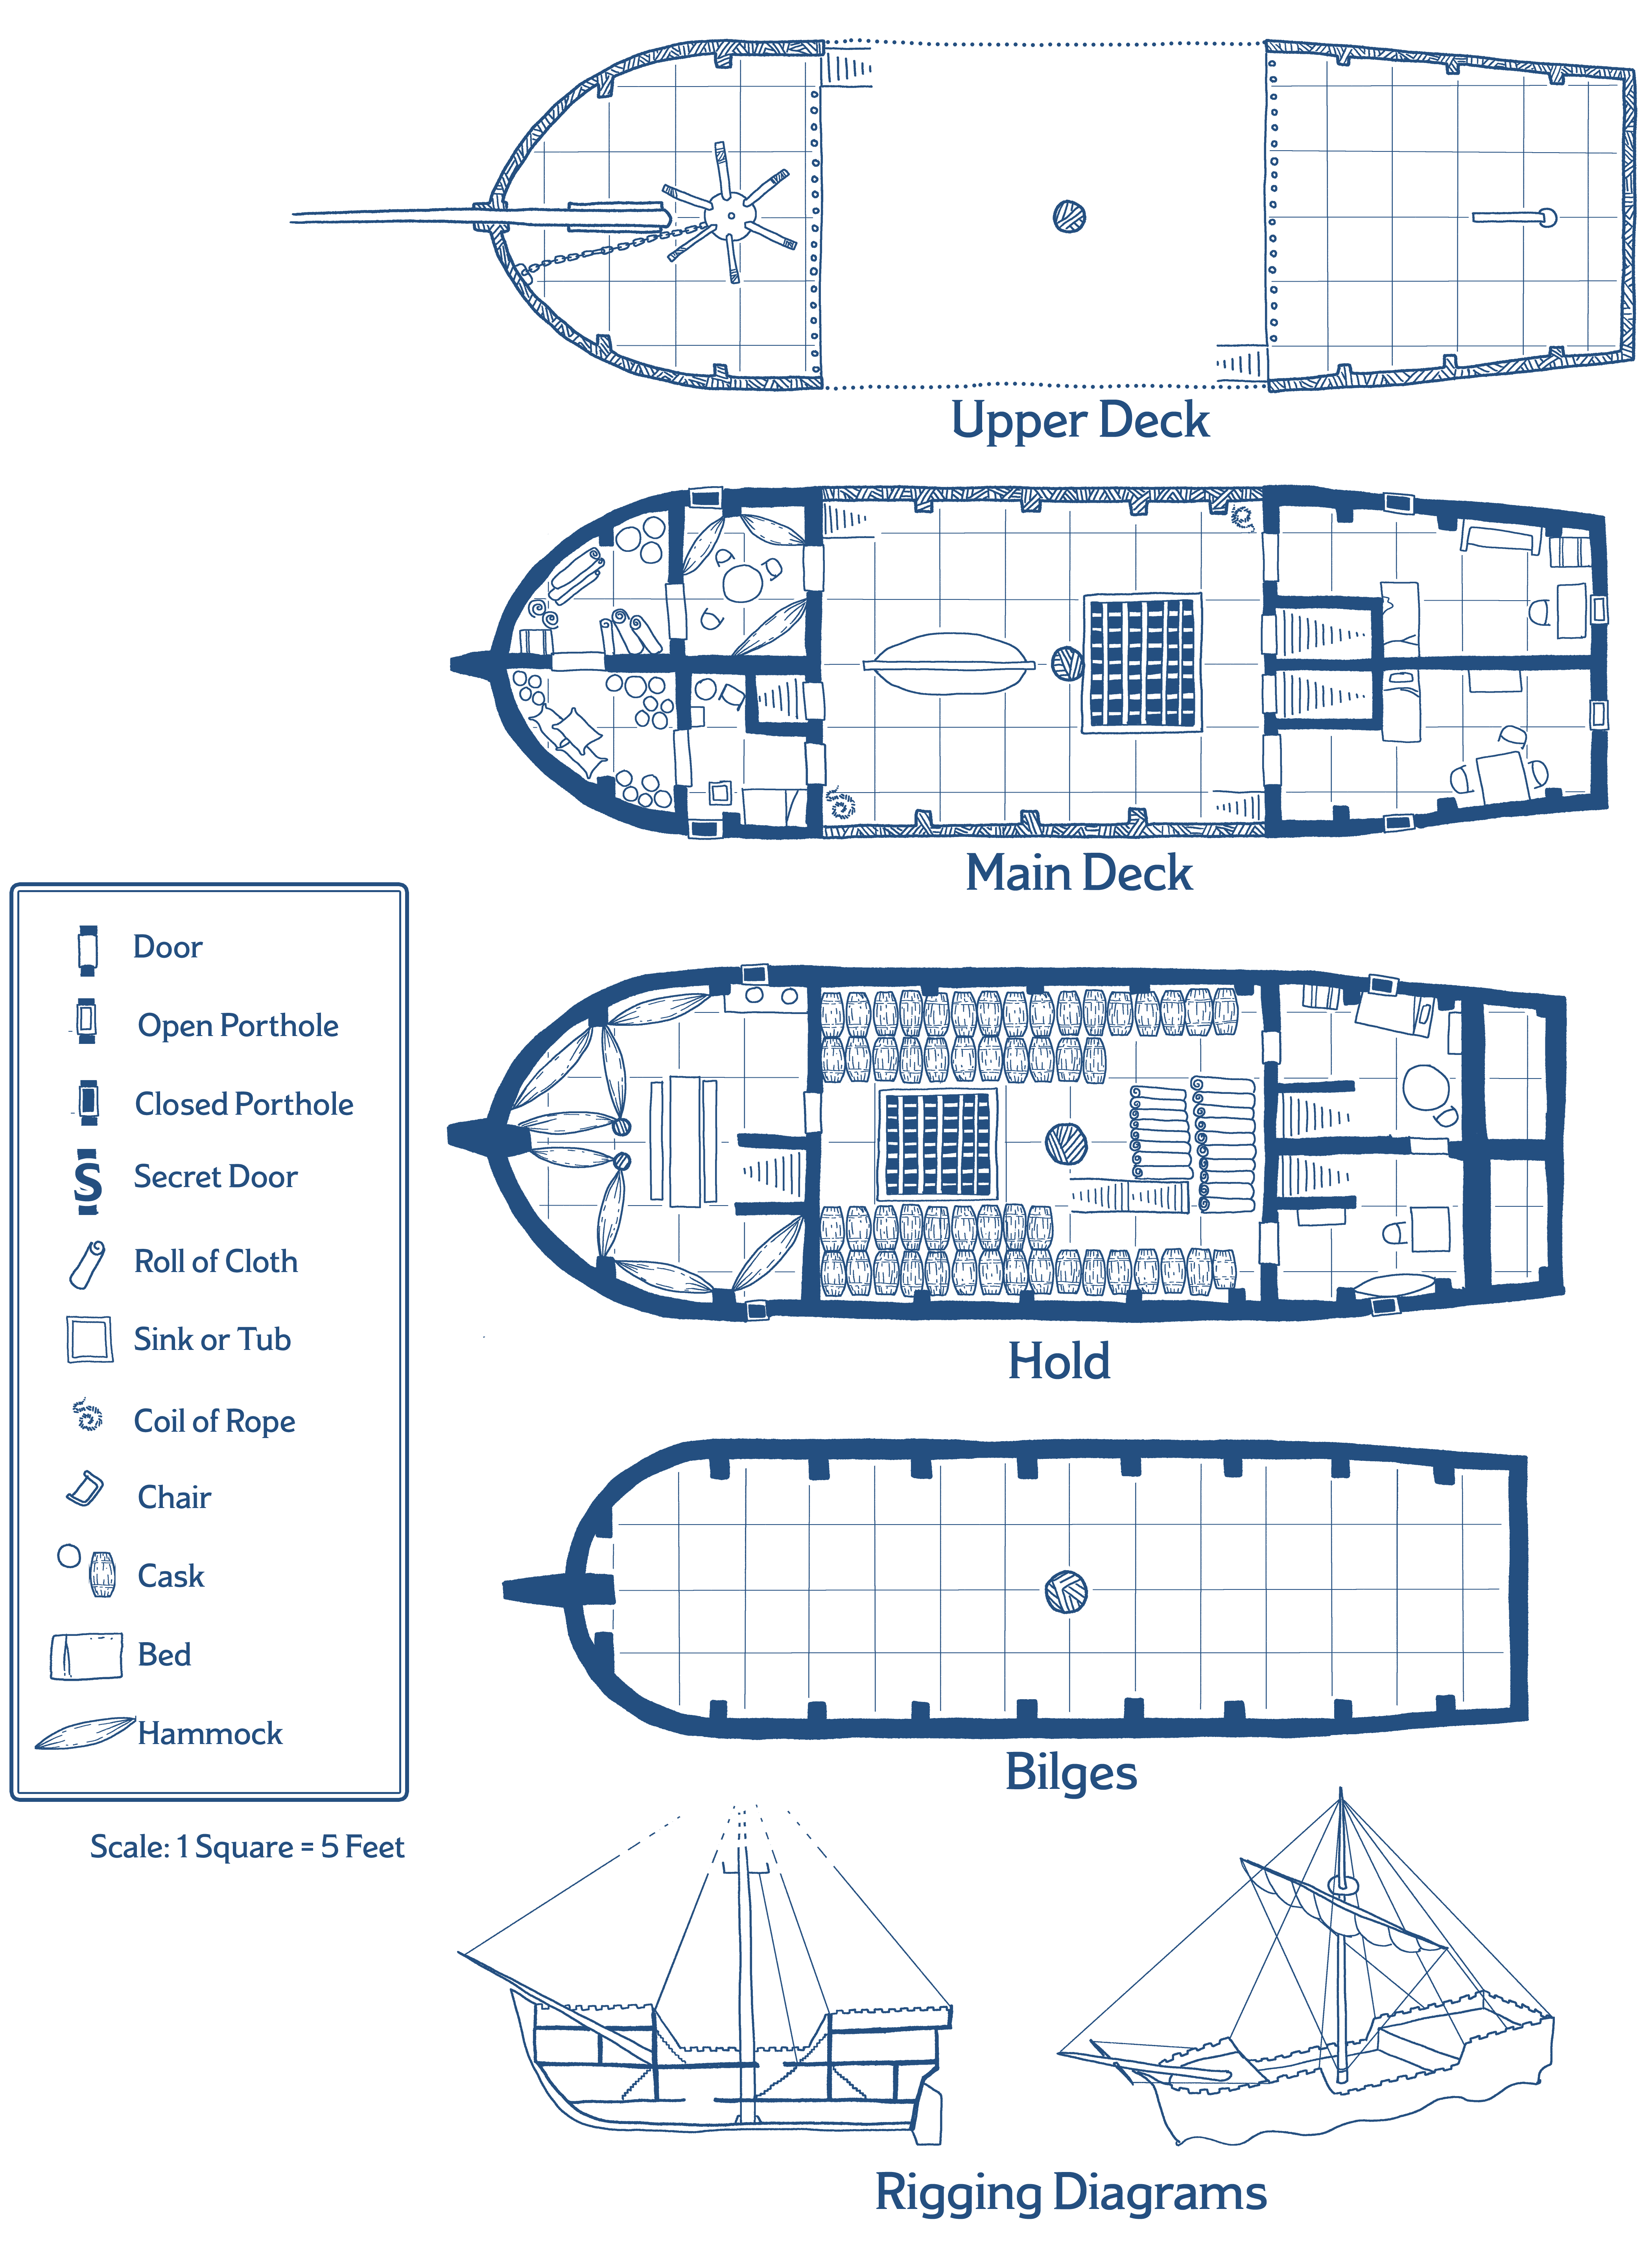 Upper Deck
Main Deck
Door
Open Porthole
Closed Porthole
S
Secret Door
Roll of Cloth
Sink or Tub
Coil of Rope
Chair
Cask
Bed
Hammock
Scale: 1 Square = 5 Feet
Hold
Bilges
Rigging Diagrams